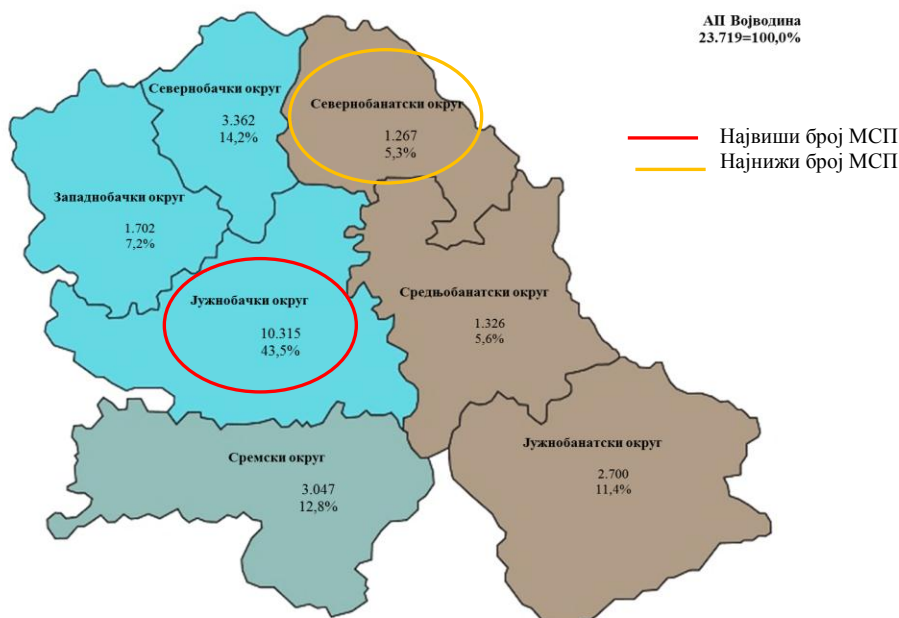 АП Војводина
23.719=100,0%
Севернобачки округ
3.362
14,2%
Севернобанатски округ
1.267
5,3%
Највиши број МСП
Најнижи број МСП
Западнобачки округ
1.702
7,2%
Јужнобачки округ
10.315
43,5%
Средњобанатски округ
1.326
5,6%
Јужнобанатски округ
2.700
11,4%
Сремски округ
3.047
12,8%